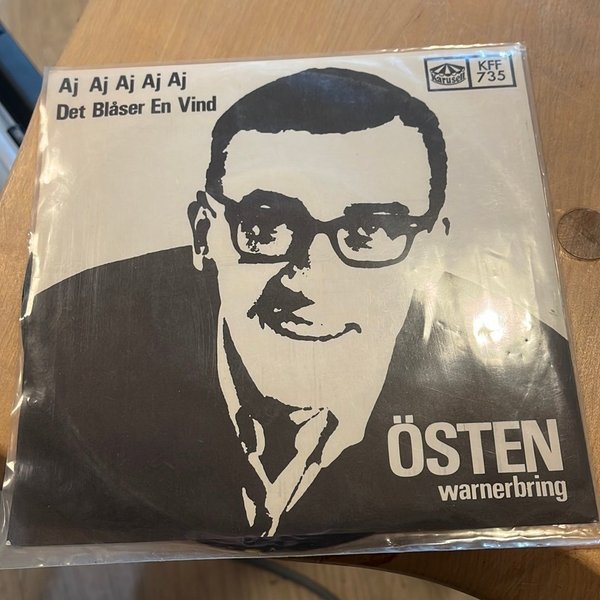 Aj Aj Aj Aj Aj
Det Blåser En Vind
Karusell
KFF
735
ÖSTEN
warnerbring